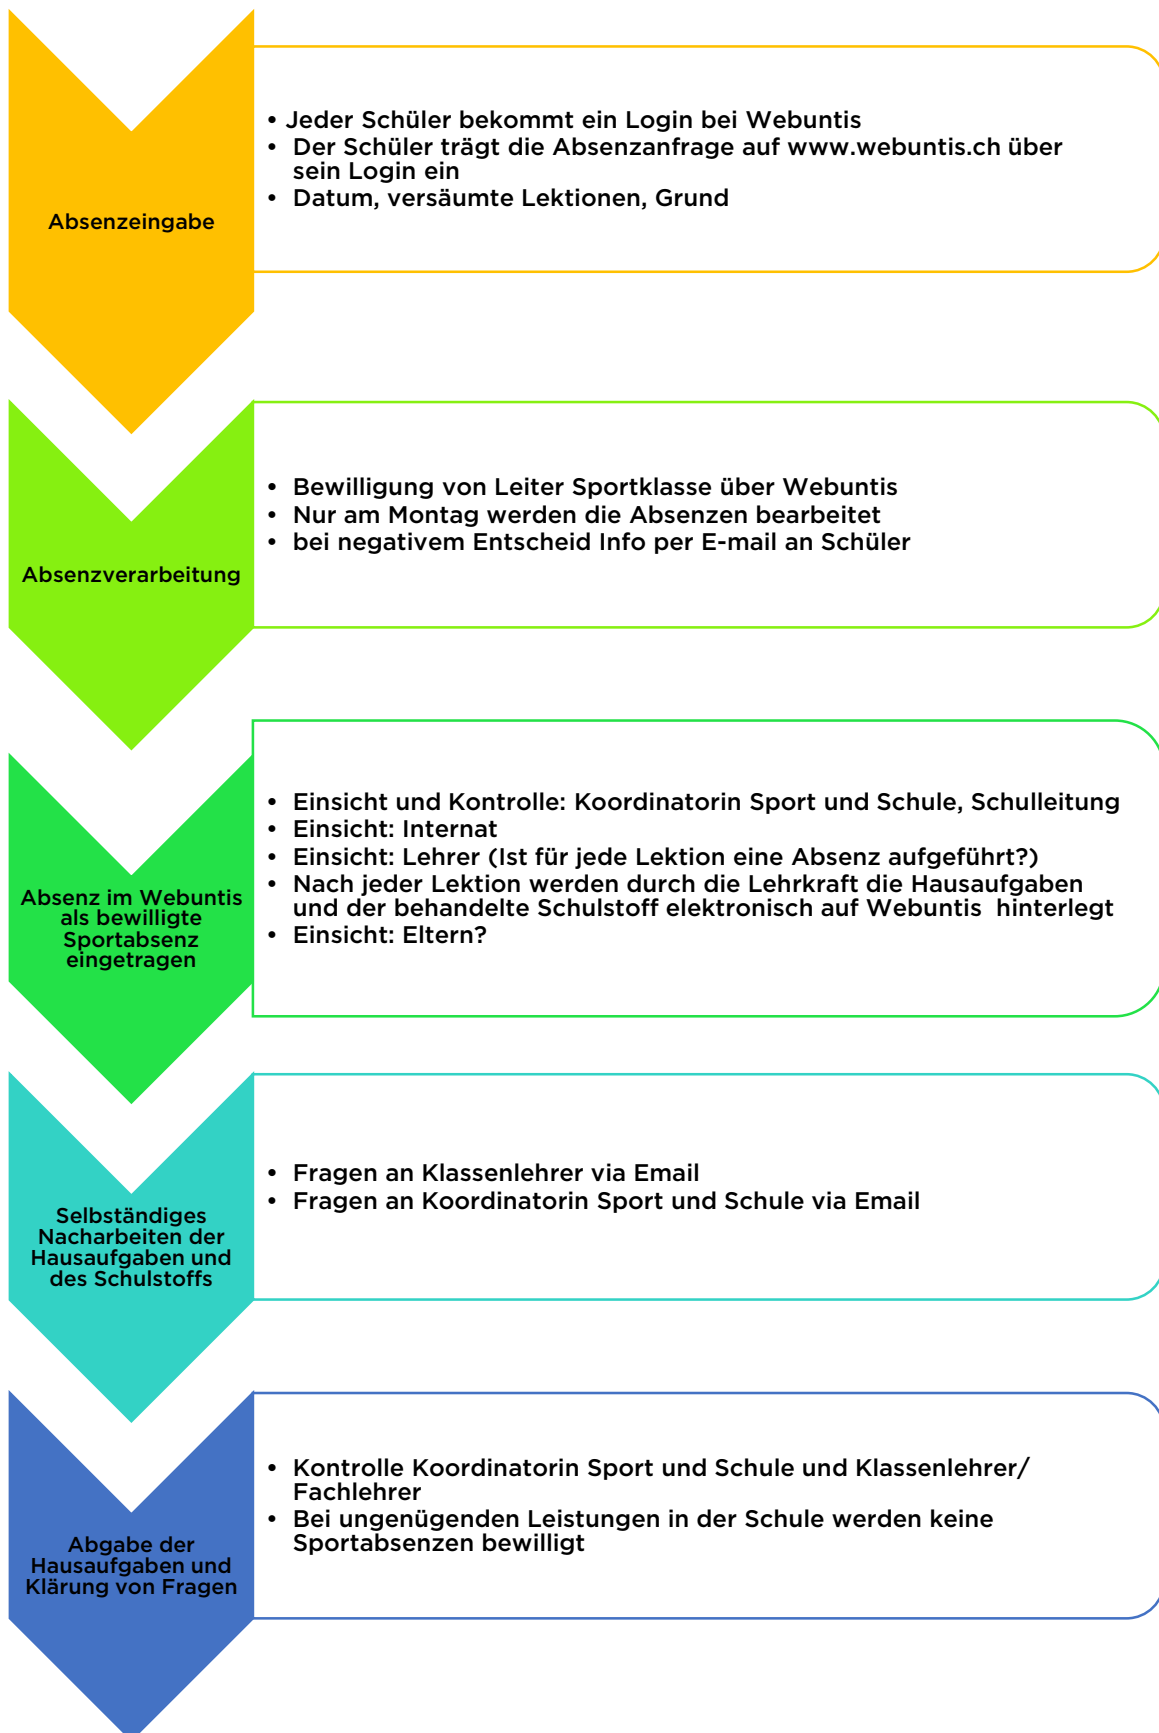 Absenzeingabe
• Jeder Schüler bekommt ein Login bei Webuntis
• Der Schüler trägt die Absenzanfrage auf www.webuntis.ch über
sein Login ein
• Datum, versäumte Lektionen, Grund
Absenzverarbeitung
• Bewilligung von Leiter Sportklasse über Webuntis
• Nur am Montag werden die Absenzen bearbeitet
• bei negativem Entscheid Info per E-mail an Schüler
Absenz im Webuntis
als bewilligte
Sportabsenz
eingetragen
• Einsicht und Kontrolle: Koordinatorin Sport und Schule, Schulleitung
• Einsicht: Internat
• Einsicht: Lehrer (Ist für jede Lektion eine Absenz aufgeführt?)
• Nach jeder Lektion werden durch die Lehrkraft die Hausaufgaben
und der behandelte Schulstoff elektronisch auf Webuntis hinterlegt
• Einsicht: Eltern?
Selbständiges
Nacharbeiten der
Hausaufgaben und
des Schulstoffs
• Fragen an Klassenlehrer via Email
• Fragen an Koordinatorin Sport und Schule via Email
Abgabe der
Hausaufgaben und
Klärung von Fragen
• Kontrolle Koordinatorin Sport und Schule und Klassenlehrer/
Fachlehrer
• Bei ungenügenden Leistungen in der Schule werden keine
Sportabsenzen bewilligt